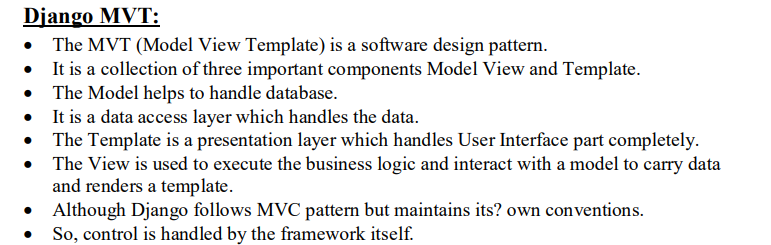 Django MVT:
• The MVT (Model View Template) is a software design pattern.
• It is a collection of three important components Model View and Template.
• The Model helps to handle database.
• It is a data access layer which handles the data.
• The Template is a presentation layer which handles User Interface part completely.
• The View is used to execute the business logic and interact with a model to carry data
and renders a template.
• Although Django follows MVC pattern but maintains its? own conventions.
• So, control is handled by the framework itself.